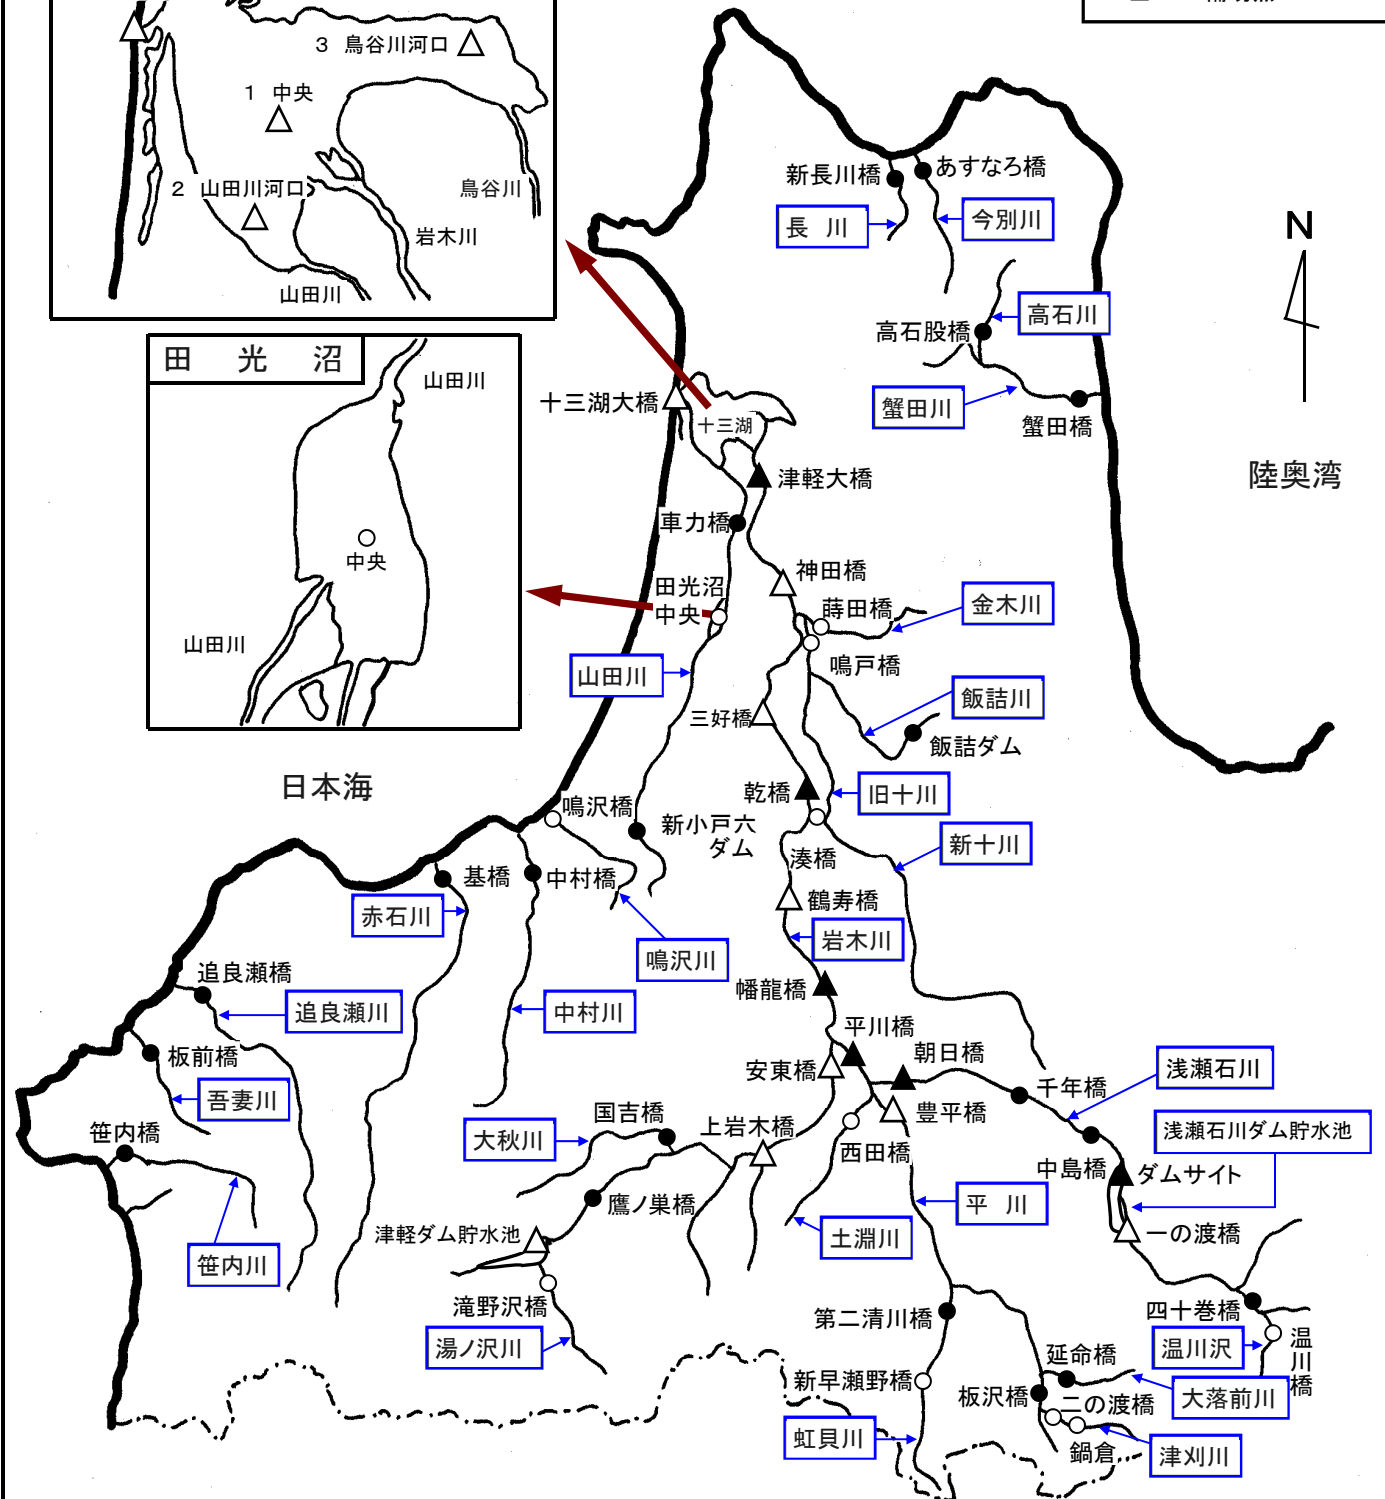 3 鳥谷川河口
1 中央
2 山田川河口
鳥谷川
岩木川
山田川
田 光 沼
山田川
中央
山田川
新長川橋
あすなろ橋
長 川
今別川
N
高石川
高石股橋
蟹田川
蟹田橋
陸奥湾
十三湖大橋
十三湖
津軽大橋
車力橋
神田橋
田光沼
中央
蒔田橋
金木川
鳴戸橋
山田川
飯詰川
三好橋
飯詰ダム
日本海
乾橋
旧十川
鳴沢橋
新小戸六
ダム
新十川
湊橋
基橋
中村橋
鶴寿橋
赤石川
岩木川
鳴沢川
追良瀬橋
幡龍橋
追良瀬川
中村川
平川橋
板前橋
朝日橋
安東橋
浅瀬石川
千年橋
吾妻川
国吉橋
豊平橋
上岩木橋
笹内橋
大秋川
浅瀬石川ダム貯水池
西田橋
中島橋
ダムサイト
鷹ノ巣橋
平 川
津軽ダム貯水池
土淵川
一の渡橋
笹内川
滝野沢橋
第二清川橋
四十巻橋
湯ノ沢川
温川沢
温川橋
延命橋
新早瀬野橋
板沢橋
二の渡橋
大落前川
虹貝川
鍋倉
津刈川